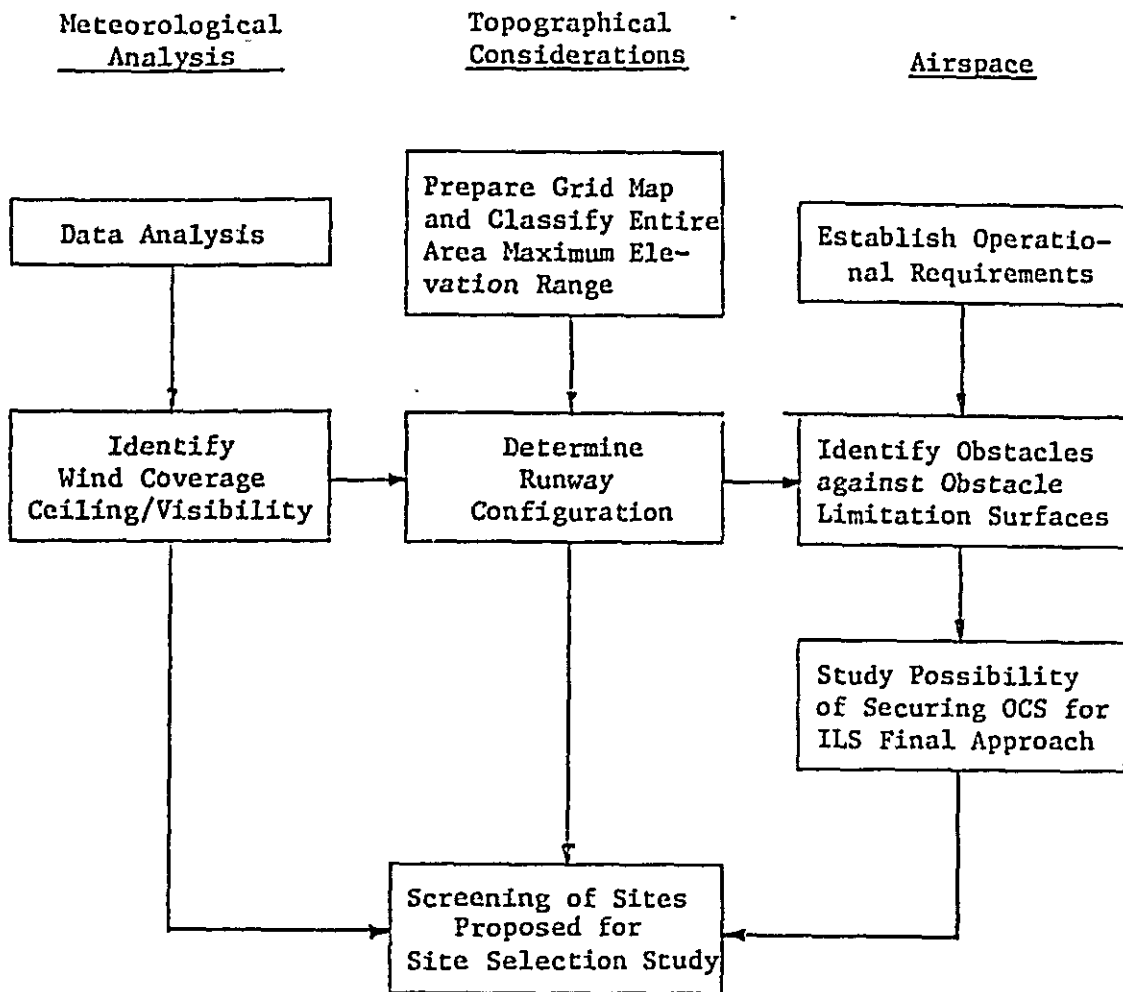 Meteorological
Analysis
Topographical
Considerations
Airspace
Data Analysis
Prepare Grid Map
and Classify Entire
Area Maximum Ele-
vation Range
Establish Operatio-
nal Requirements
Identify
Wind Coverage
Ceiling/Visibility
Determine
Runway
Configuration
Identify Obstacles
against Obstacle
Limitation Surfaces
Study Possibility
of Securing OCS for
ILS Final Approach
Screening of Sites
Proposed for
Site Selection Study